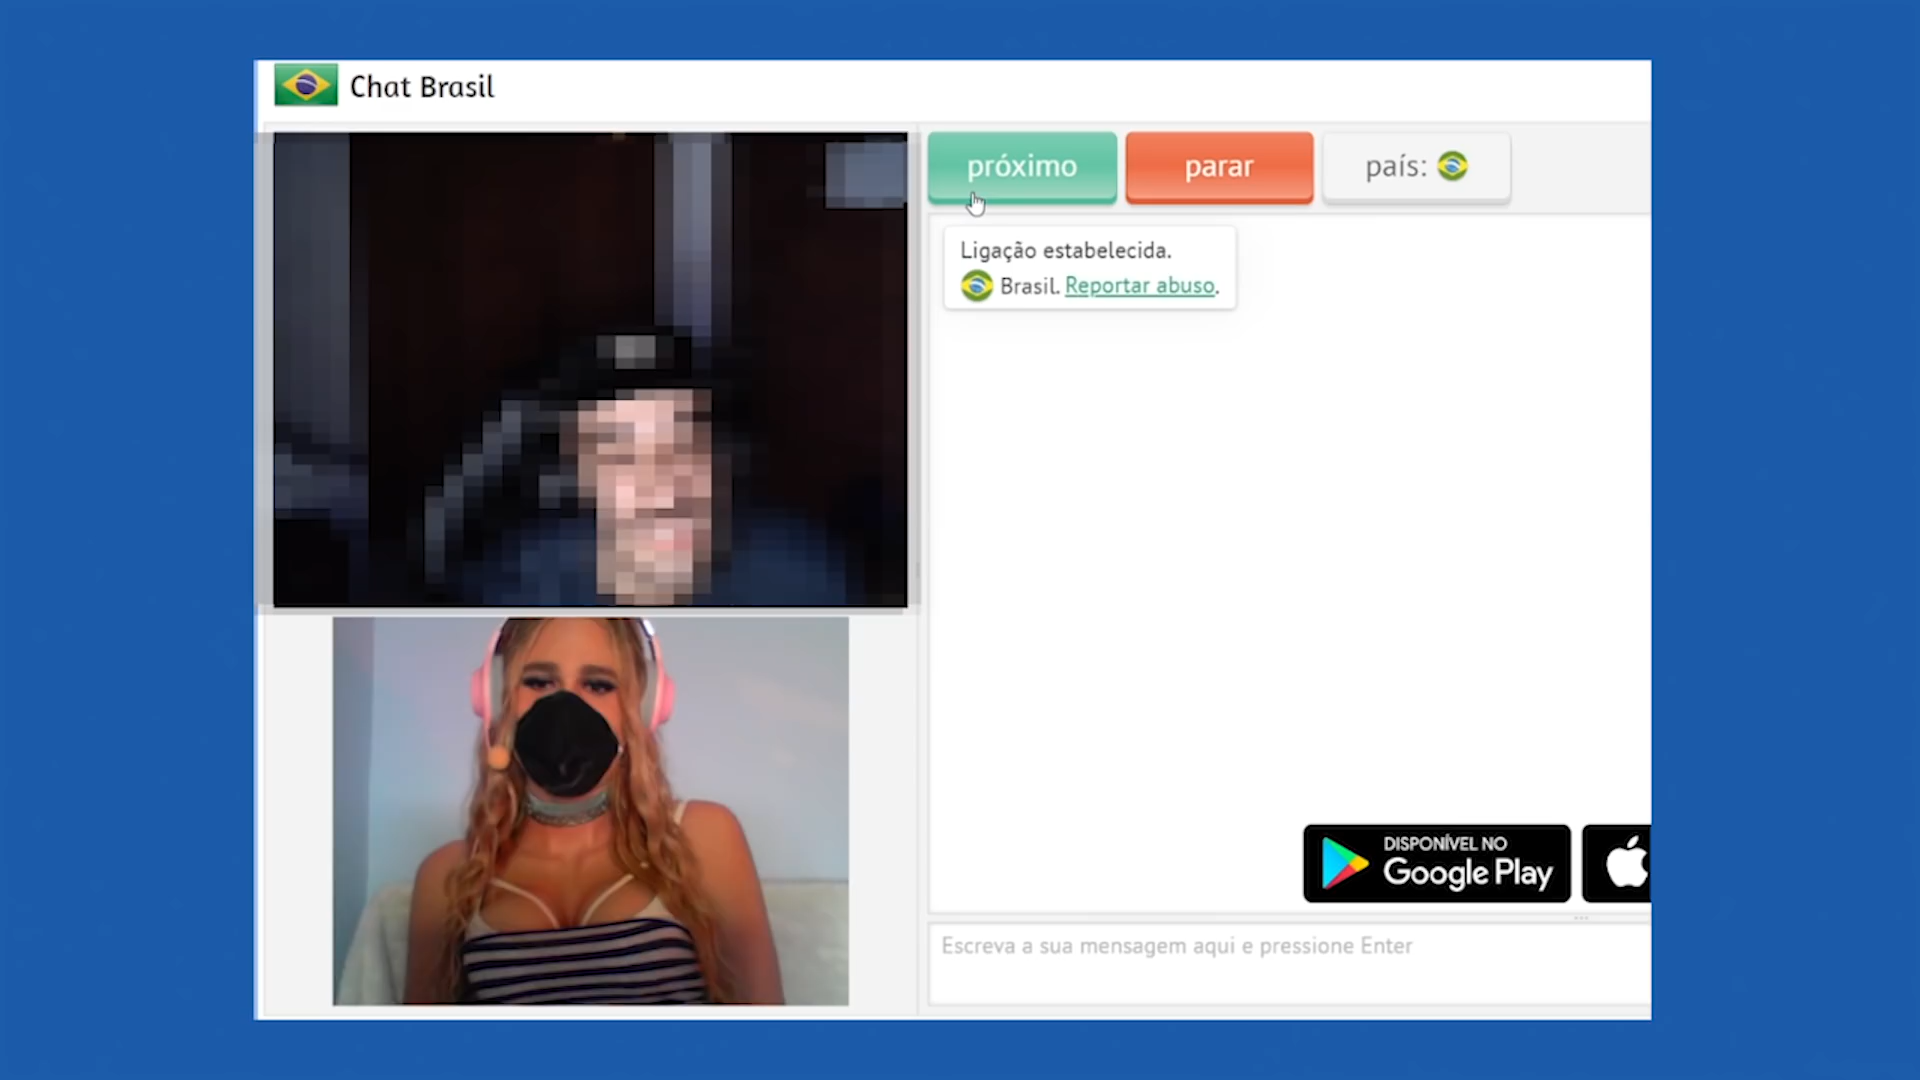 Chat Brasil
próximo
parar
país:
Ligação estabelecida.
Brasil. Reportar abuso.
DISPONÍVEL NO
Google Play
Escreva a sua mensagem aqui e pressione Enter